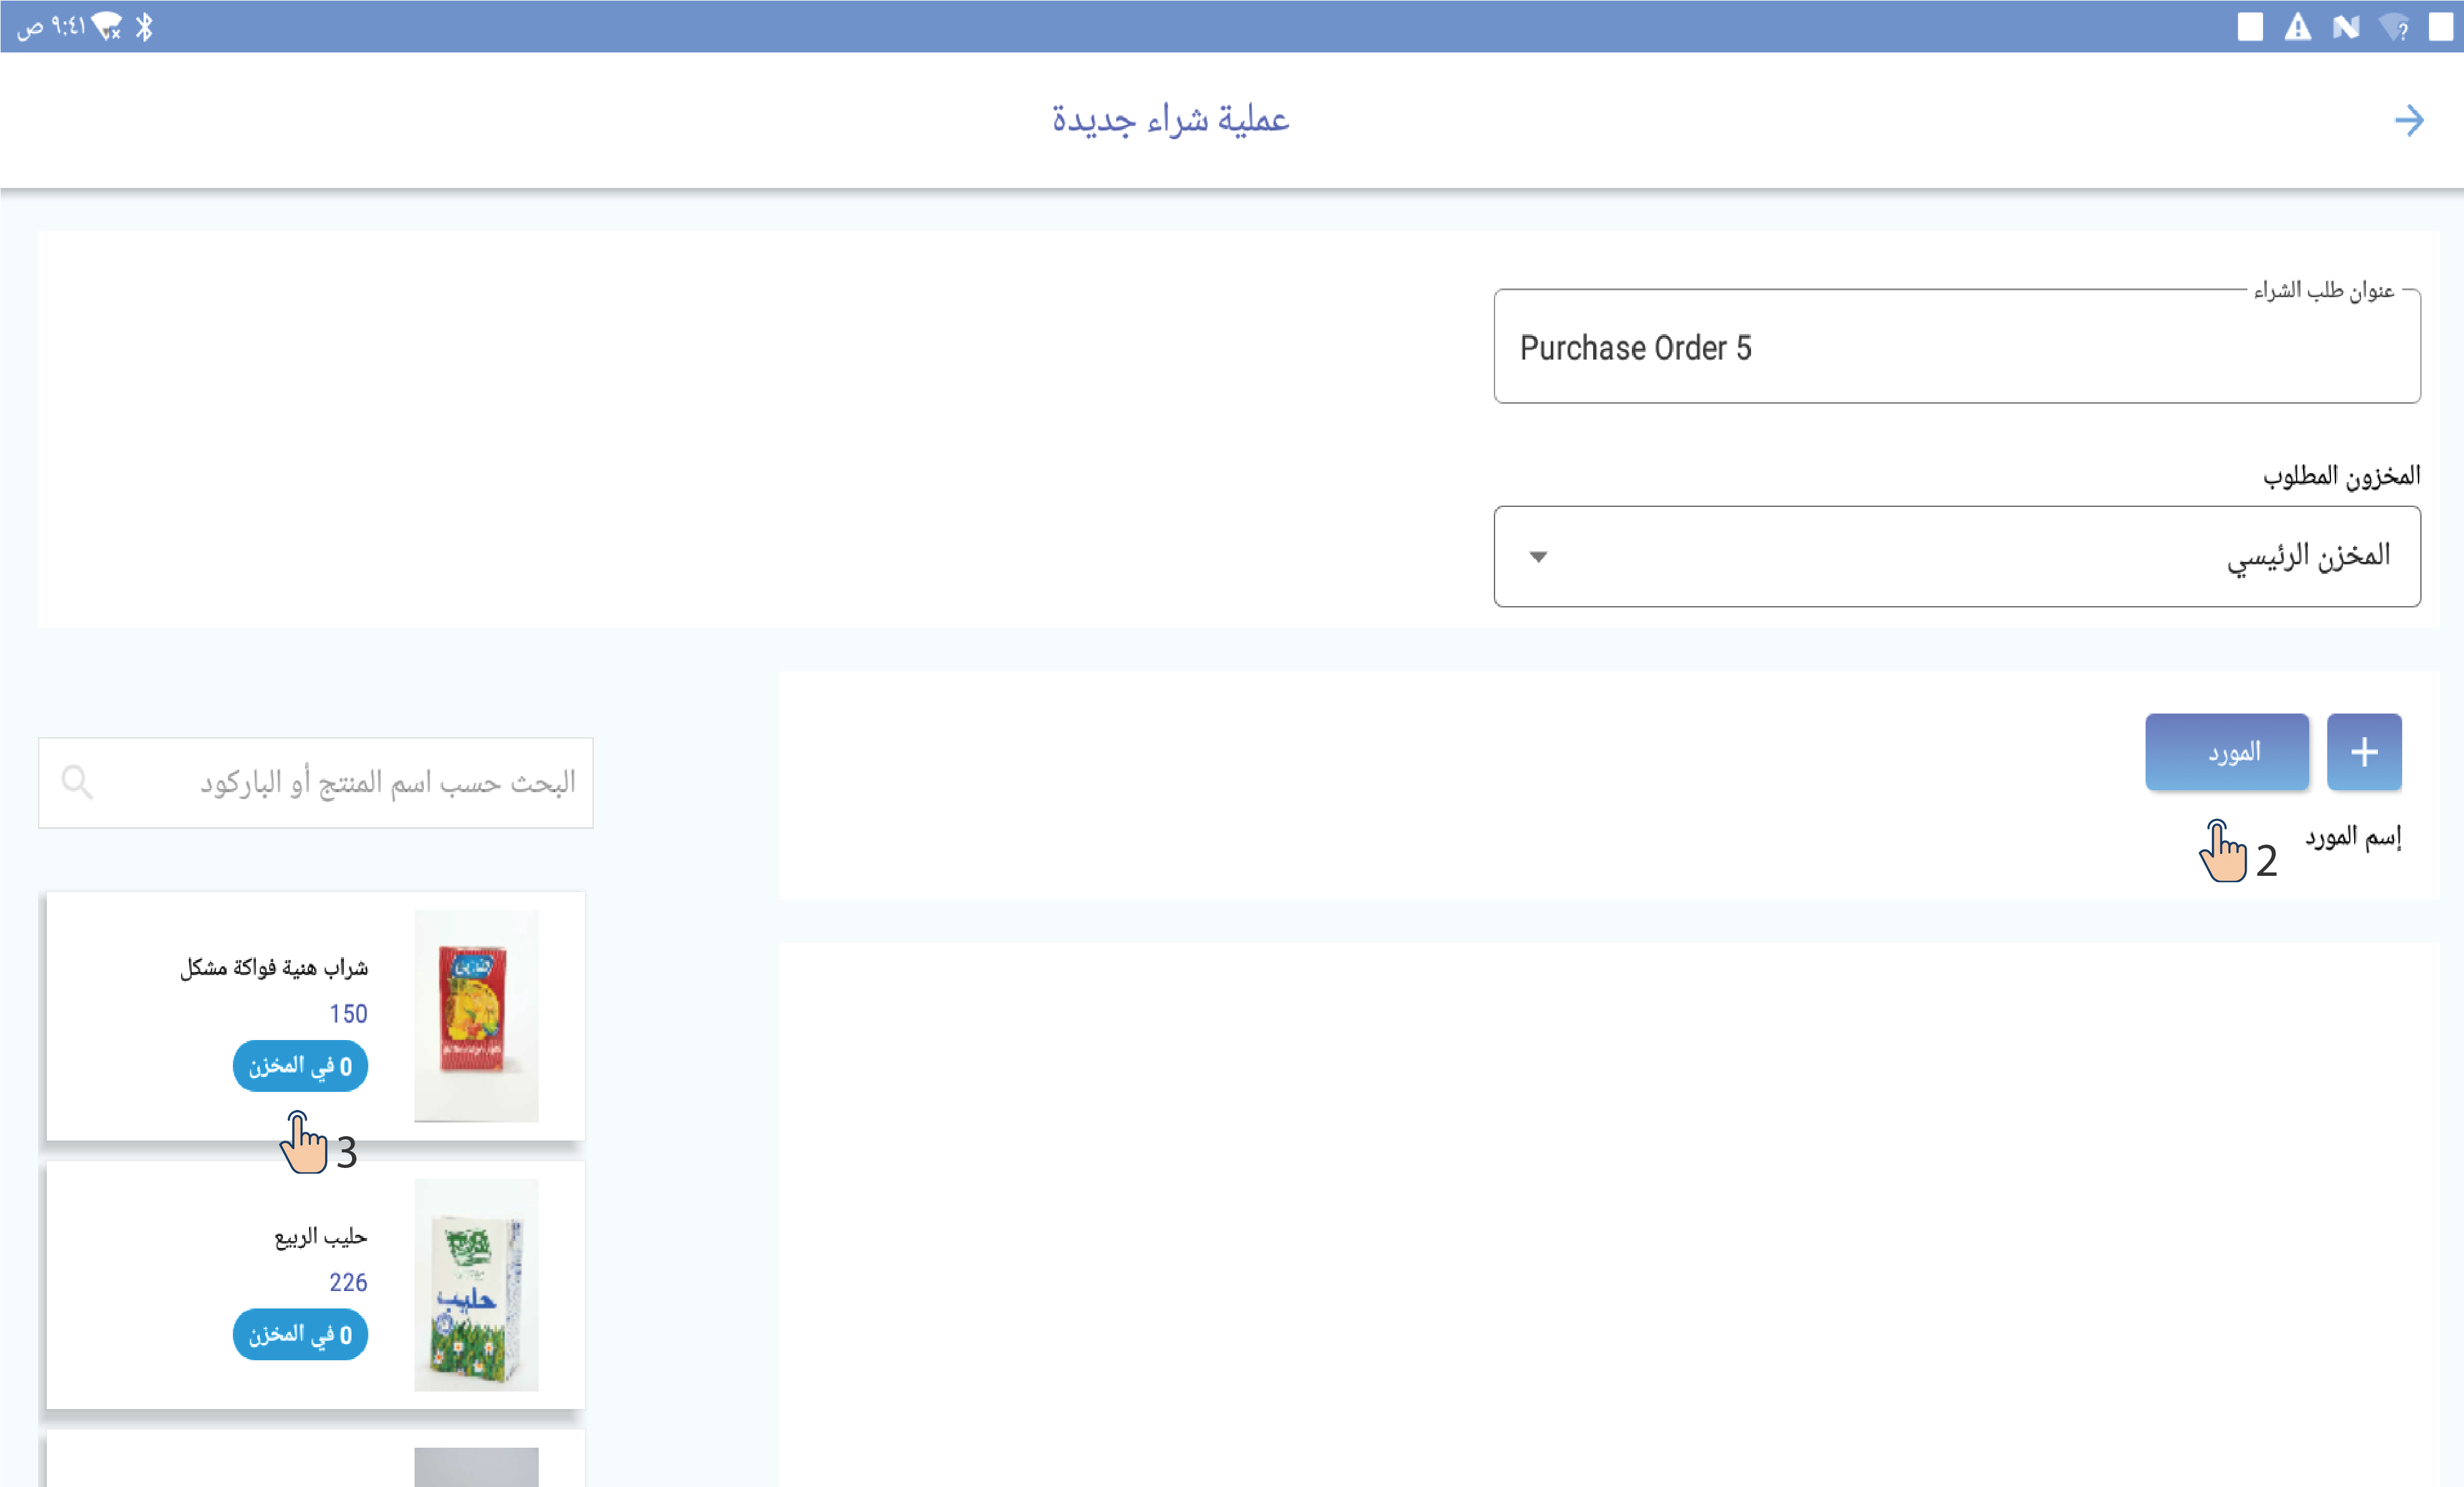 ٩:٤١ ص
عملية شراء جديدة
عنوان طلب الشراء
Purchase Order 5
المخزون المطلوب
المخزن الرئيسي
+ المورد
إسم المورد
2
البحث حسب اسم المنتج أو الباركود
شراب هنية فواكة مشكل
150
0 في المخزن
3
حليب الربيع
226
0 في المخزن
حليب